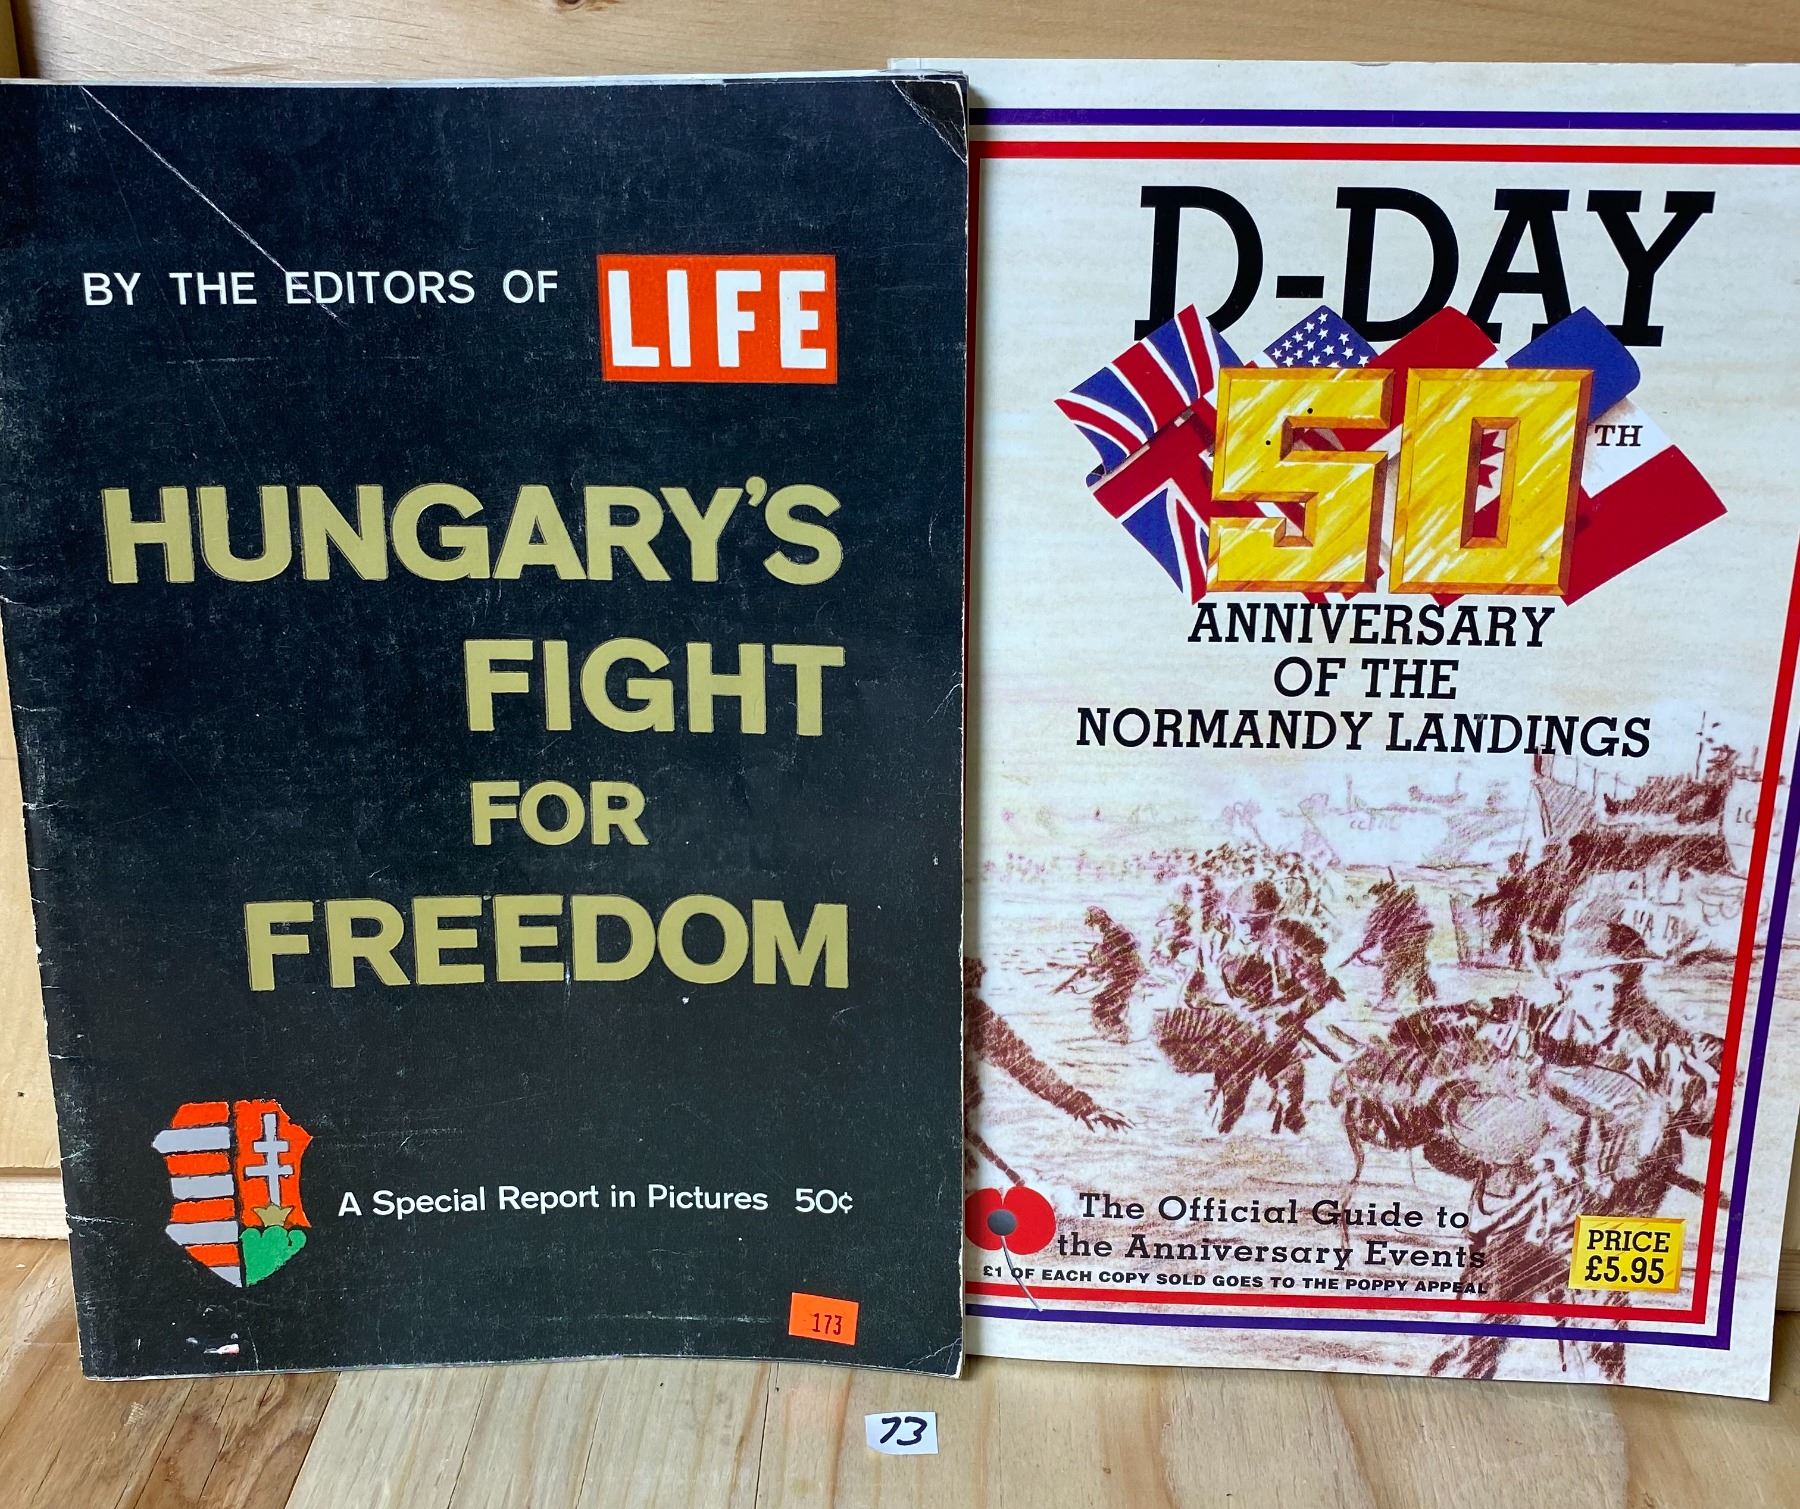 BY THE EDITORS OF LIFE
HUNGARY'S
FIGHT
FOR
FREEDOM
A Special Report in Pictures 50¢
173
D-DAY
50TH
ANNIVERSARY
OF THE
NORMANDY LANDINGS
The Official Guide to
the Anniversary Events
£1 OF EACH COPY SOLD GOES TO THE POPPY APPEAL
PRICE
£5.95
73